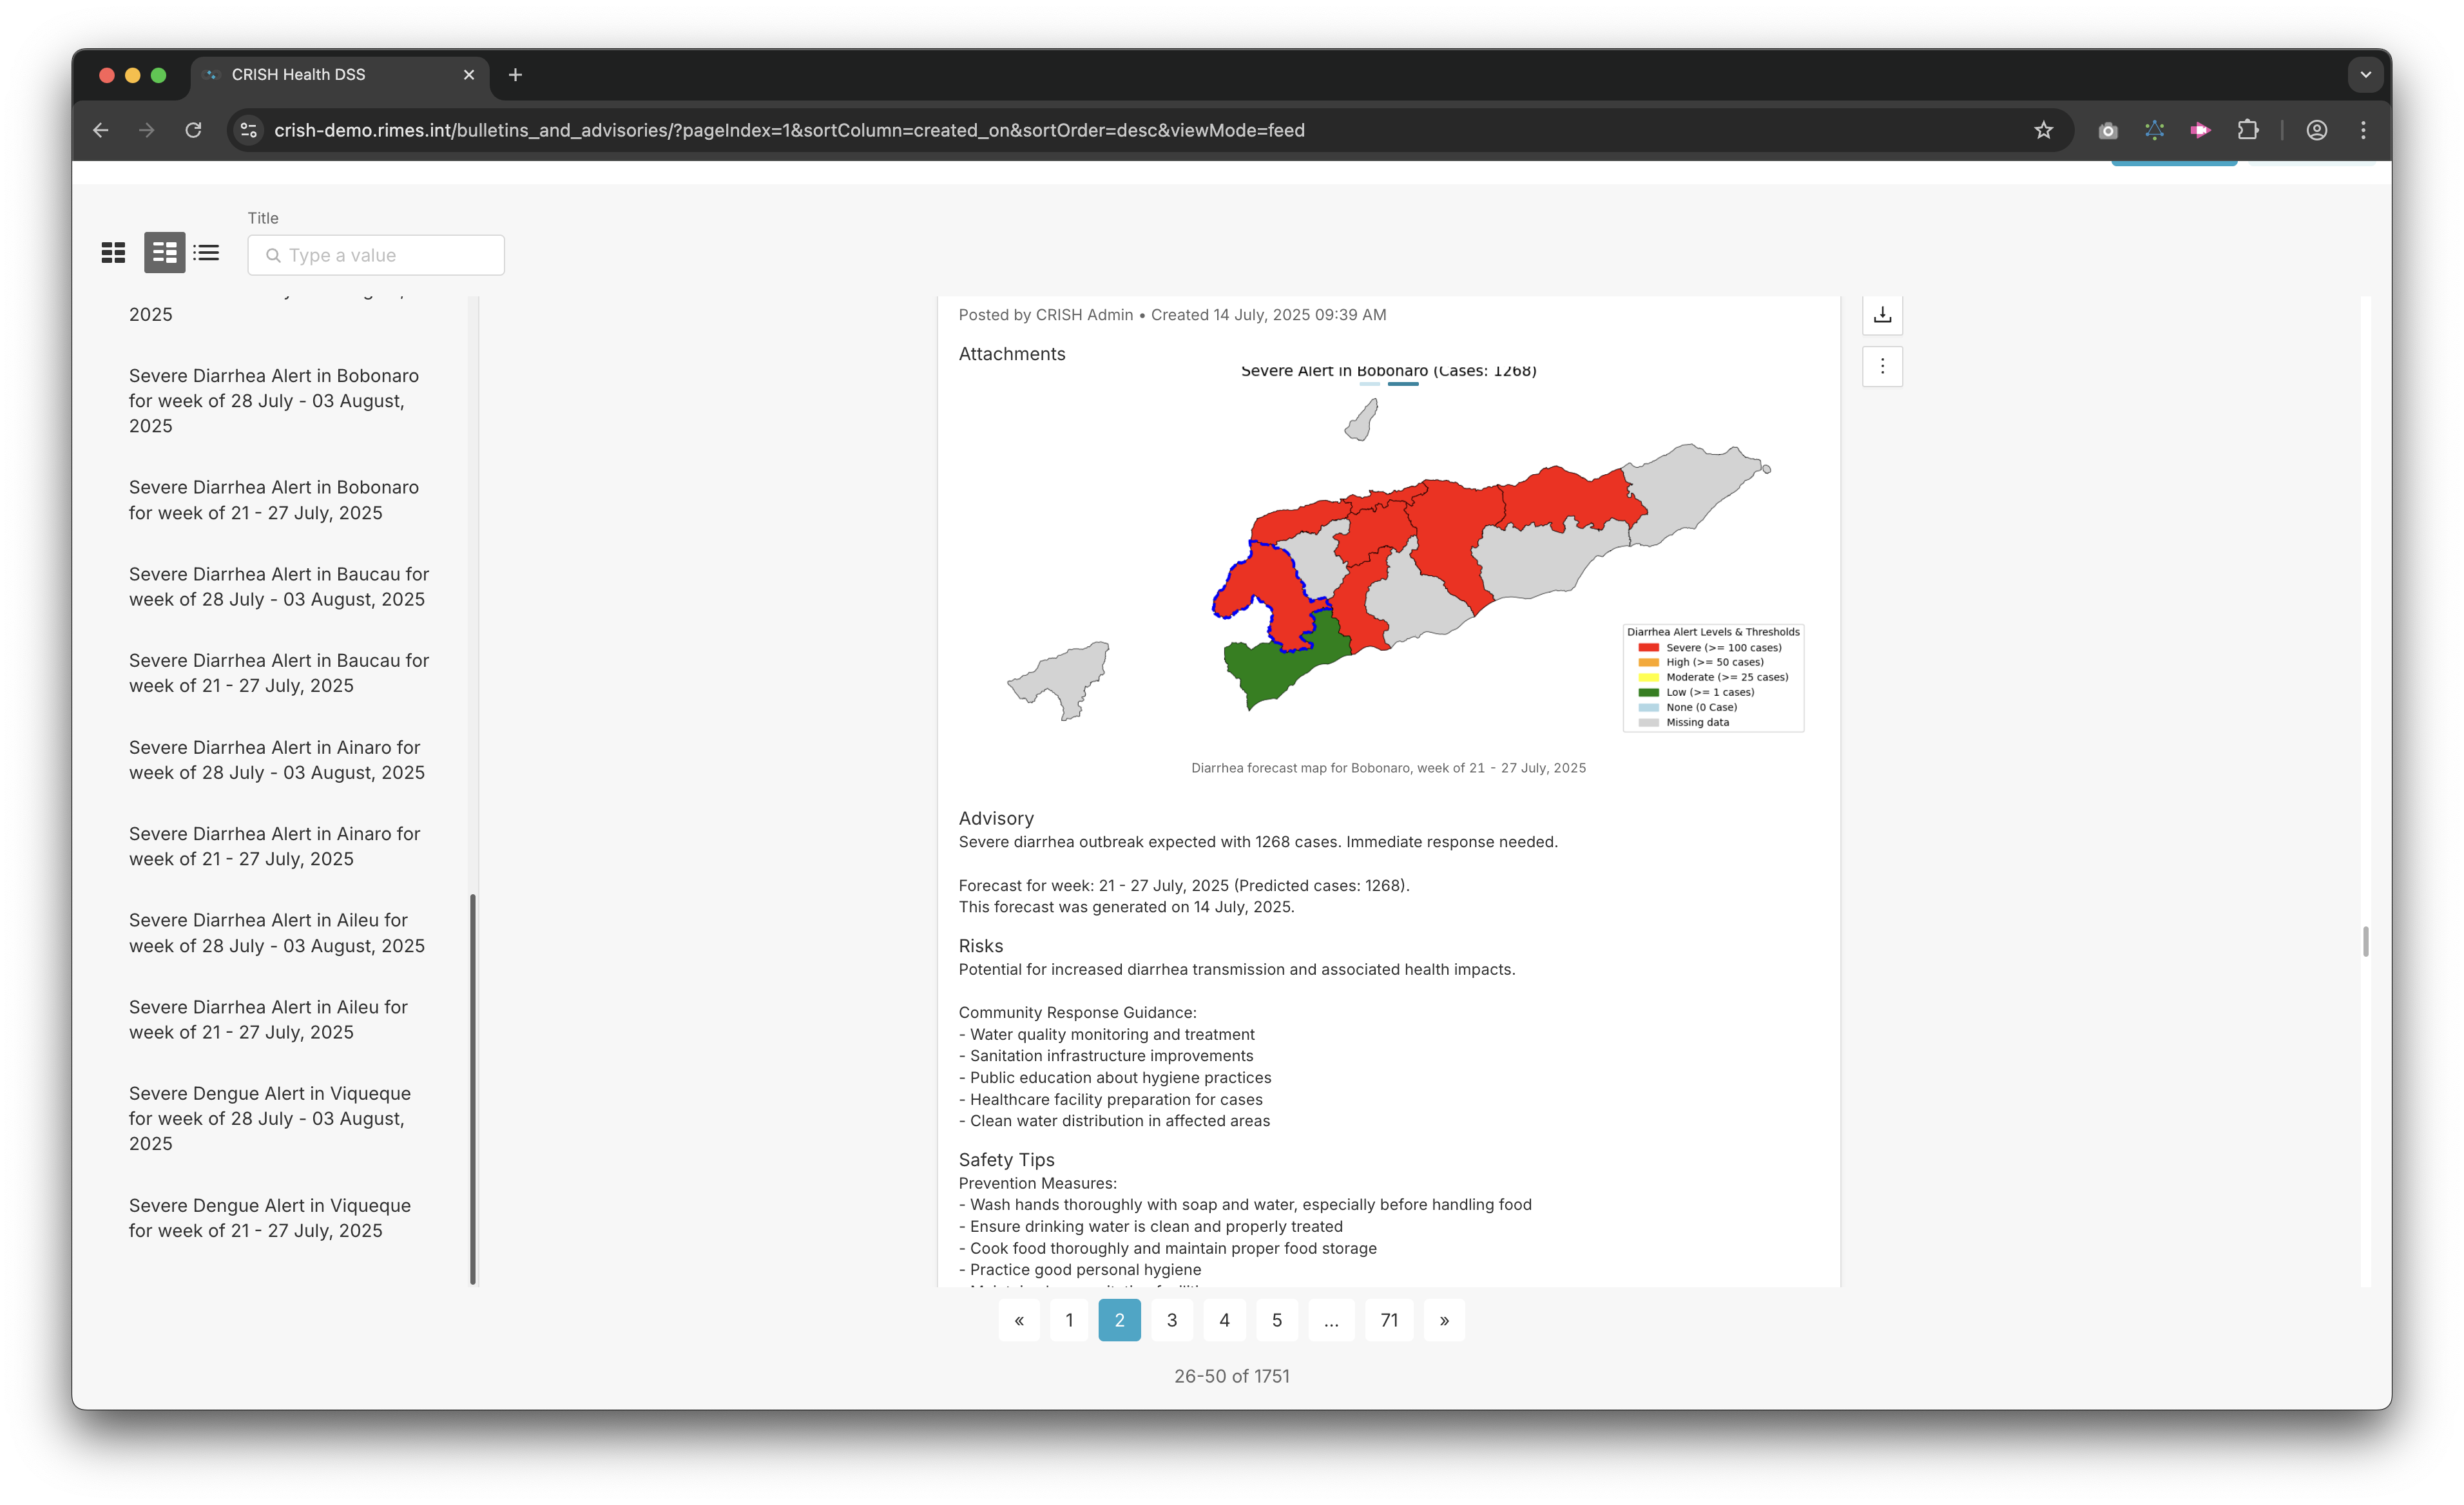 CRISH Health DSS
crish-demo.rimes.int/bulletins_and_advisories/?pageIndex=1&sortColumn=created_on&sortOrder=desc&viewMode=feed
Title
Type a value
2025
Severe Diarrhea Alert in Bobonaro
for week of 28 July - 03 August,
2025
Severe Diarrhea Alert in Bobonaro
for week of 21 - 27 July, 2025
Severe Diarrhea Alert in Baucau for
week of 28 July - 03 August, 2025
Severe Diarrhea Alert in Baucau for
week of 21 - 27 July, 2025
Severe Diarrhea Alert in Ainaro for
week of 28 July - 03 August, 2025
Severe Diarrhea Alert in Ainaro for
week of 21 - 27 July, 2025
Severe Diarrhea Alert in Aileu for
week of 28 July - 03 August, 2025
Severe Diarrhea Alert in Aileu for
week of 21 - 27 July, 2025
Severe Dengue Alert in Viqueque
for week of 28 July - 03 August,
2025
Severe Dengue Alert in Viqueque
for week of 21 - 27 July, 2025
Posted by CRISH Admin • Created 14 July, 2025 09:39 AM
Attachments
Severe Alert in Bobonaro (Cases: 1268)
Diarrhea Alert Levels & Thresholds
Severe (>= 100 cases)
High (>= 50 cases)
Moderate (>= 25 cases)
Low (>= 1 cases)
None (0 Case)
Missing data
Diarrhea forecast map for Bobonaro, week of 21 - 27 July, 2025
Advisory
Severe diarrhea outbreak expected with 1268 cases. Immediate response needed.
Forecast for week: 21 - 27 July, 2025 (Predicted cases: 1268).
This forecast was generated on 14 July, 2025.
Risks
Potential for increased diarrhea transmission and associated health impacts.
Community Response Guidance:
- Water quality monitoring and treatment
- Sanitation infrastructure improvements
- Public education about hygiene practices
- Healthcare facility preparation for cases
- Clean water distribution in affected areas
Safety Tips
Prevention Measures:
- Wash hands thoroughly with soap and water, especially before handling food
- Ensure drinking water is clean and properly treated
- Cook food thoroughly and maintain proper food storage
- Practice good personal hygiene
« 1 2 3 4 5 ... 71 »
26-50 of 1751